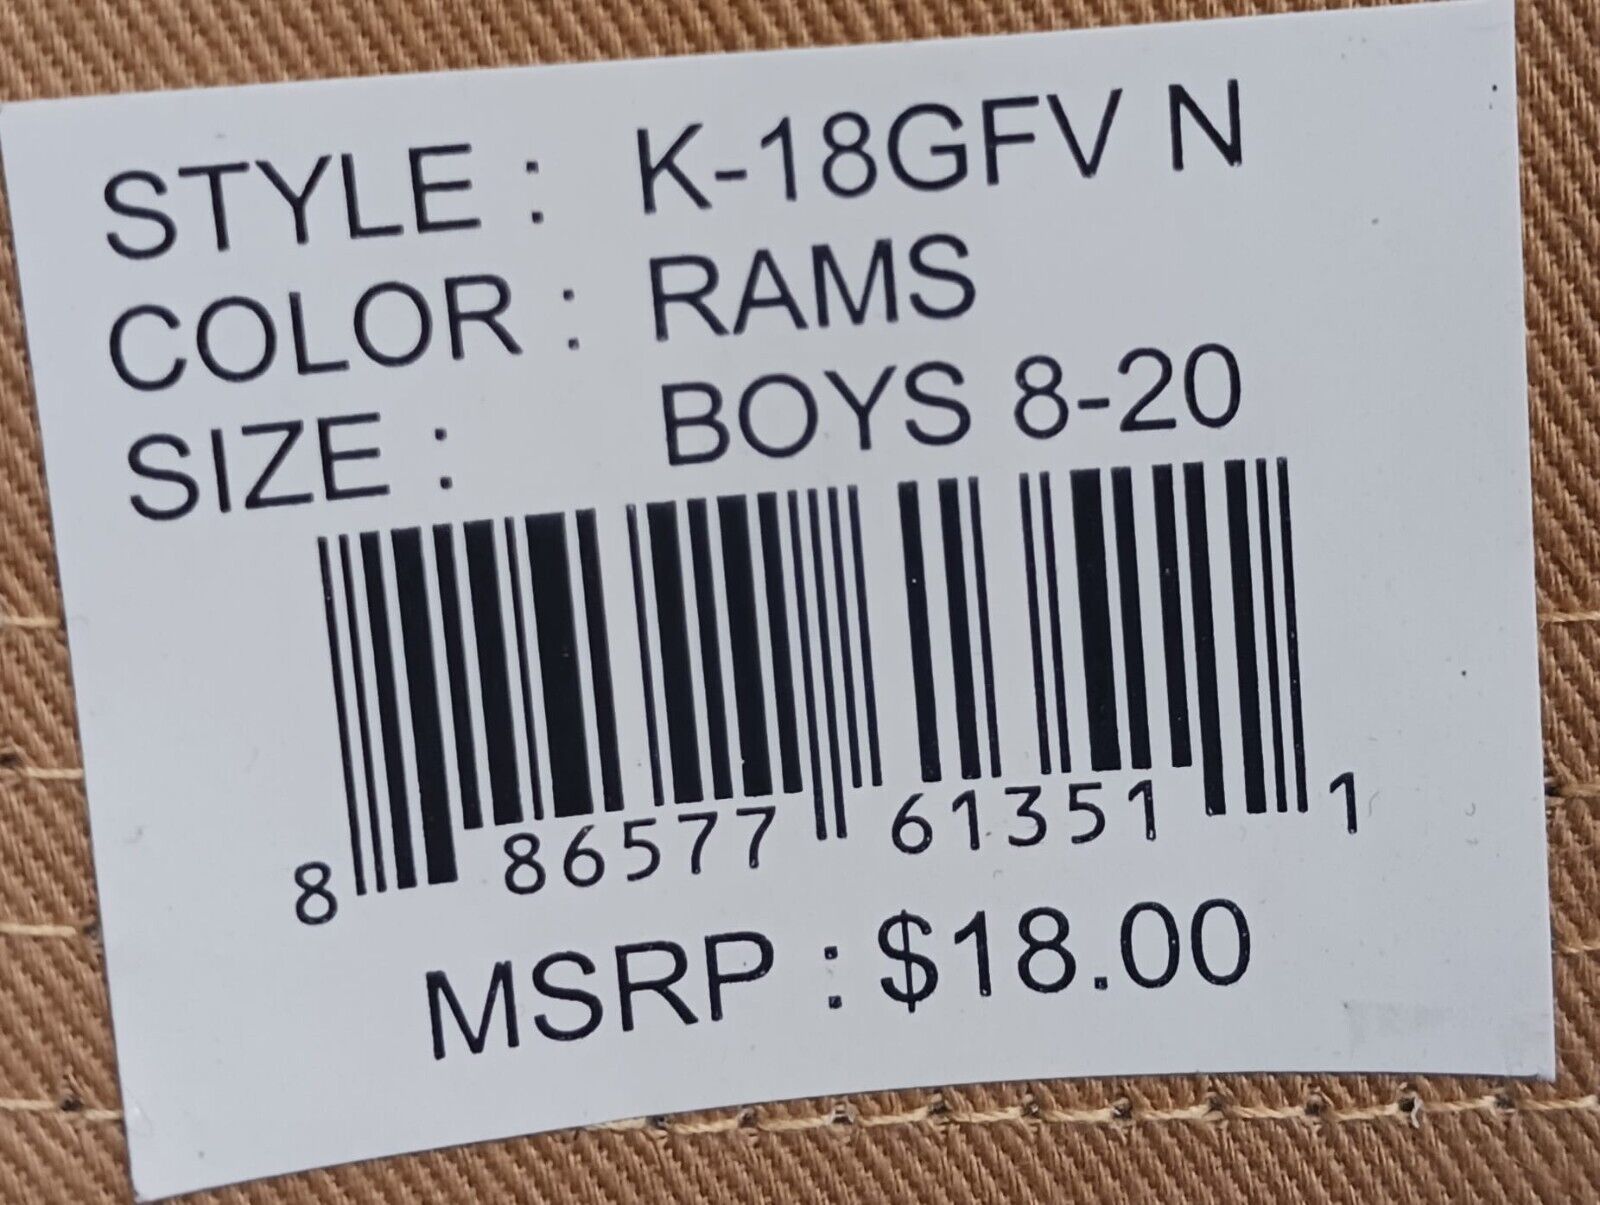 STYLE : K-18GFV N
COLOR : RAMS
SIZE : BOYS 8-20
8 86577 61351 1
MSRP : $18.00